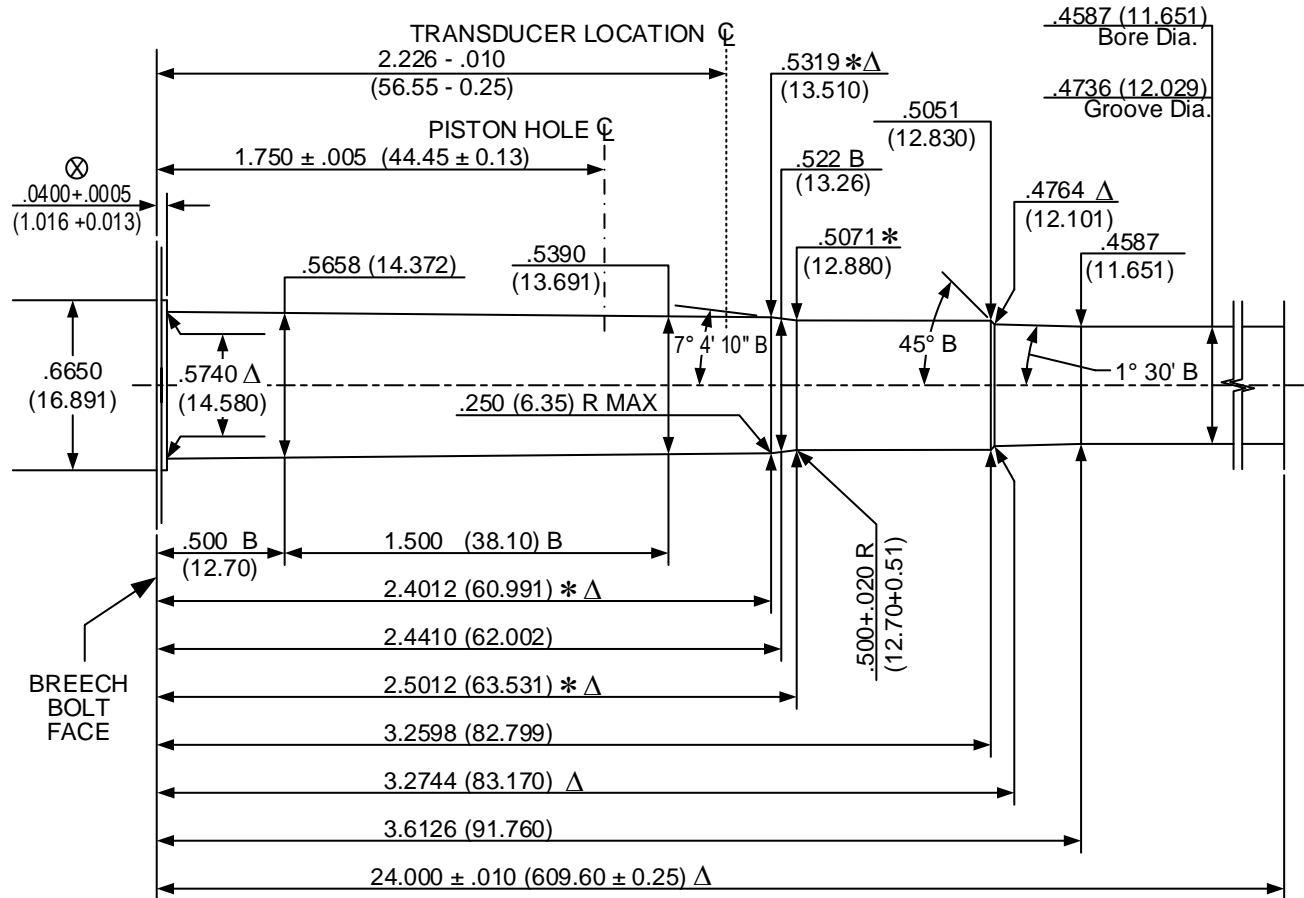 TRANSDUCER LOCATION ℄
2.226 - .010
(56.55 - 0.25)
.4587 (11.651)
Bore Dia.
.5319 * Δ
(13.510)
.4736 (12.029)
Groove Dia.
.5051
(12.830)
PISTON HOLE ℄
1.750 ± .005 (44.45 ± 0.13)
.522 B
(13.26)
⊗
.0400+.0005
(1.016 +0.013)
.4764 Δ
(12.101)
.5071 *
(12.880)
.4587
(11.651)
.5658 (14.372)
.5390
(13.691)
7° 4' 10" B
45° B
1° 30' B
.6650
(16.891)
.5740 Δ
(14.580)
.250 (6.35) R MAX
.500 B
(12.70)
1.500 (38.10) B
.500+.020 R
(12.70+0.51)
2.4012 (60.991) * Δ
2.4410 (62.002)
BREECH
BOLT
FACE
2.5012 (63.531) * Δ
3.2598 (82.799)
3.2744 (83.170) Δ
3.6126 (91.760)
24.000 ± .010 (609.60 ± 0.25) Δ